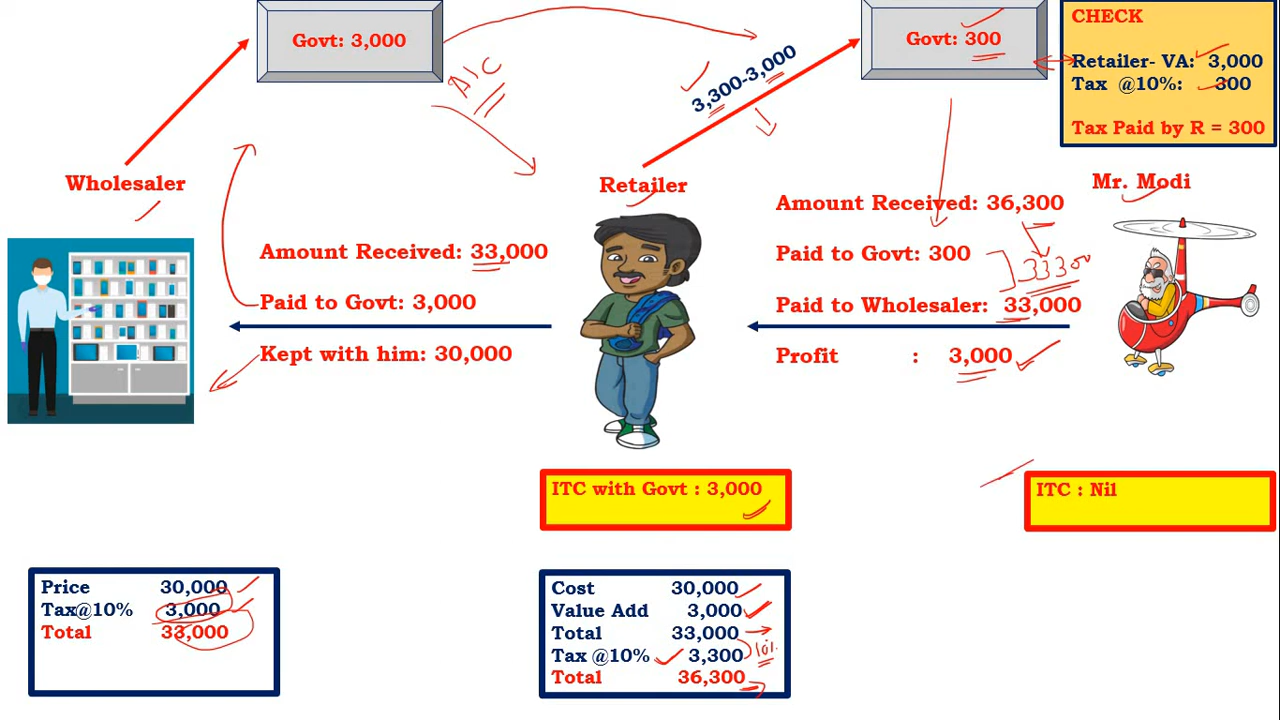 Govt: 3,000
Govt: 300
CHECK
Retailer- VA: 3,000
Tax @10%: 300
Tax Paid by R = 300
3,300-3,000
Wholesaler
Retailer
Mr. Modi
Amount Received: 33,000
Paid to Govt: 3,000
Kept with him: 30,000
Amount Received: 36,300
Paid to Govt: 300
33300
Paid to Wholesaler: 33,000
Profit : 3,000
ITC with Govt : 3,000
ITC : Nil
Price 30,000
Tax@10% 3,000
Total 33,000
Cost 30,000
Value Add 3,000
Total 33,000
Tax @10% 3,300
10%
Total 36,300